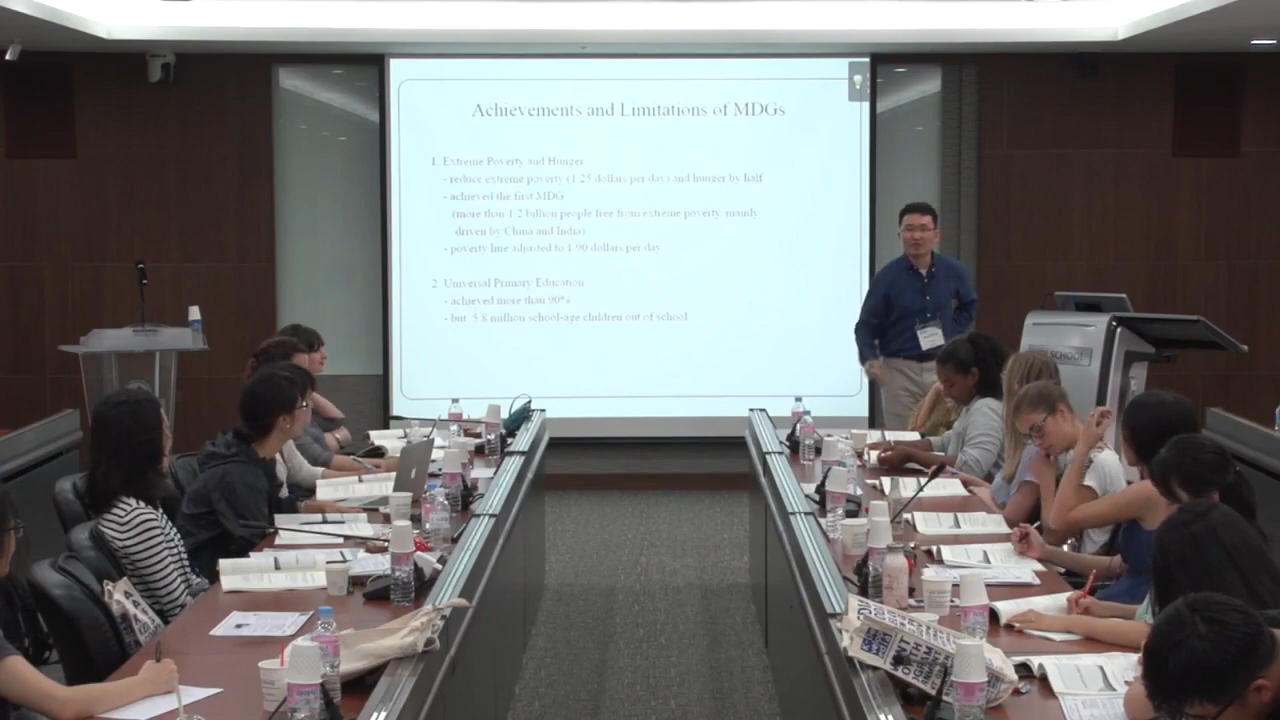 Achievements and Limitations of MDGs
1. Extreme Poverty and Hunger
- reduce extreme poverty (1.25 dollars per day) and hunger by half
- achieved the first MDG
(more than 1.2 billion people free from extreme poverty, mainly
driven by China and India)
- poverty line adjusted to 1.90 dollars per day
2. Universal Primary Education
- achieved more than 90%
- but, 5.8 million school-age children out of school
SCHOOL